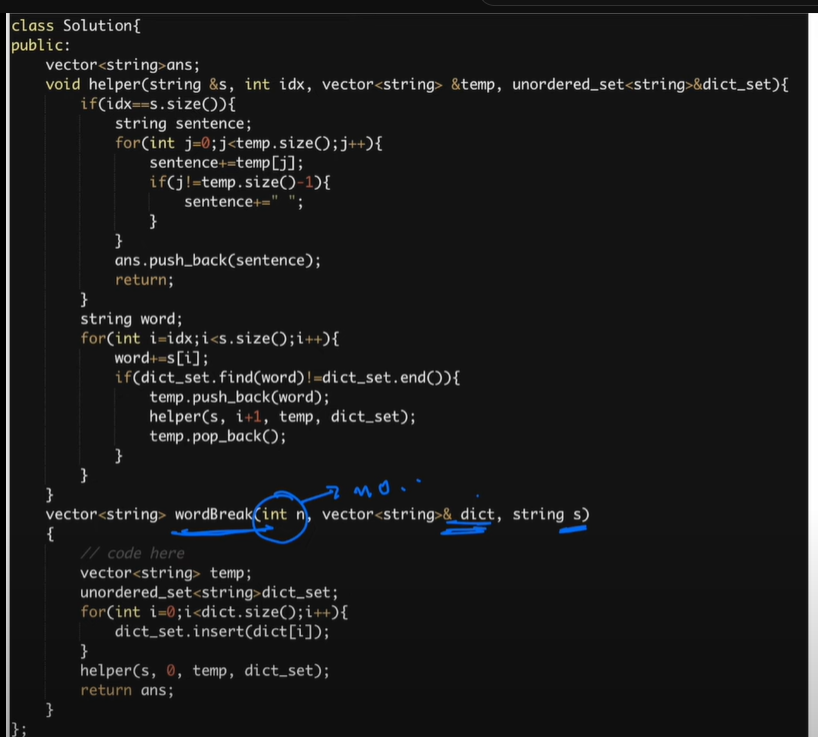 class Solution{
public:
    vector<string>ans;
    void helper(string &s, int idx, vector<string> &temp, unordered_set<string>&dict_set){
        if(idx==s.size()){
            string sentence;
            for(int j=0;j<temp.size();j++){
                sentence+=temp[j];
                if(j!=temp.size()-1){
                    sentence+=" ";
                }
            }
            ans.push_back(sentence);
            return;
        }
        string word;
        for(int i=idx;i<s.size();i++){
            word+=s[i];
            if(dict_set.find(word)!=dict_set.end()){
                temp.push_back(word);
                helper(s, i+1, temp, dict_set);
                temp.pop_back();
            }
        }
    }
no..
    vector<string> wordBreak(int n, vector<string>& dict, string s)
    {
        // code here
        vector<string> temp;
        unordered_set<string>dict_set;
        for(int i=0;i<dict.size();i++){
            dict_set.insert(dict[i]);
        }
        helper(s, 0, temp, dict_set);
        return ans;
    }
};